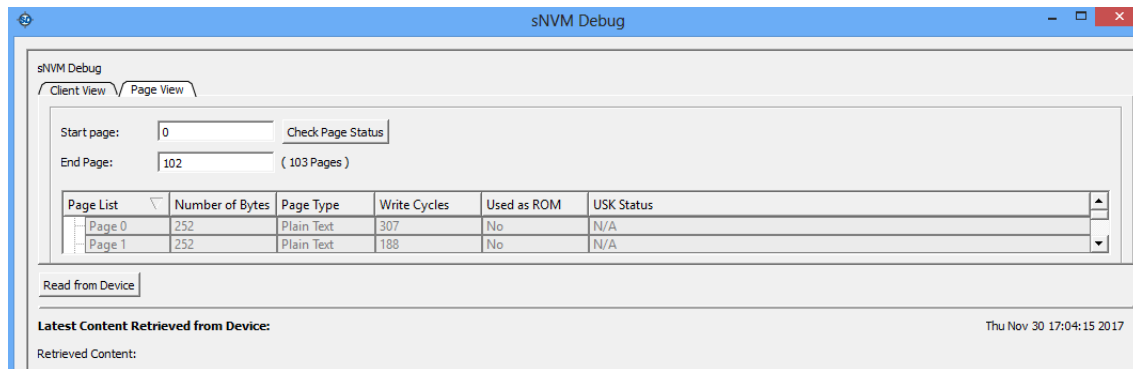 sNVM Debug
sNVM Debug
Client View Page View
Start page: 0 Check Page Status
End Page: 102 ( 103 Pages )
Page List Number of Bytes Page Type Write Cycles Used as ROM USK Status
Page 0 252 Plain Text 307 No N/A
Page 1 252 Plain Text 188 No N/A
Read from Device
Latest Content Retrieved from Device: Thu Nov 30 17:04:15 2017
Retrieved Content: